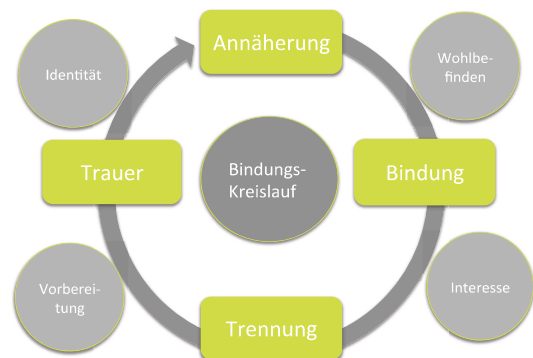 Annäherung
Identität
Wohlbe-
finden
Trauer
Bindungs-
Kreislauf
Bindung
Vorberei-
tung
Interesse
Trennung